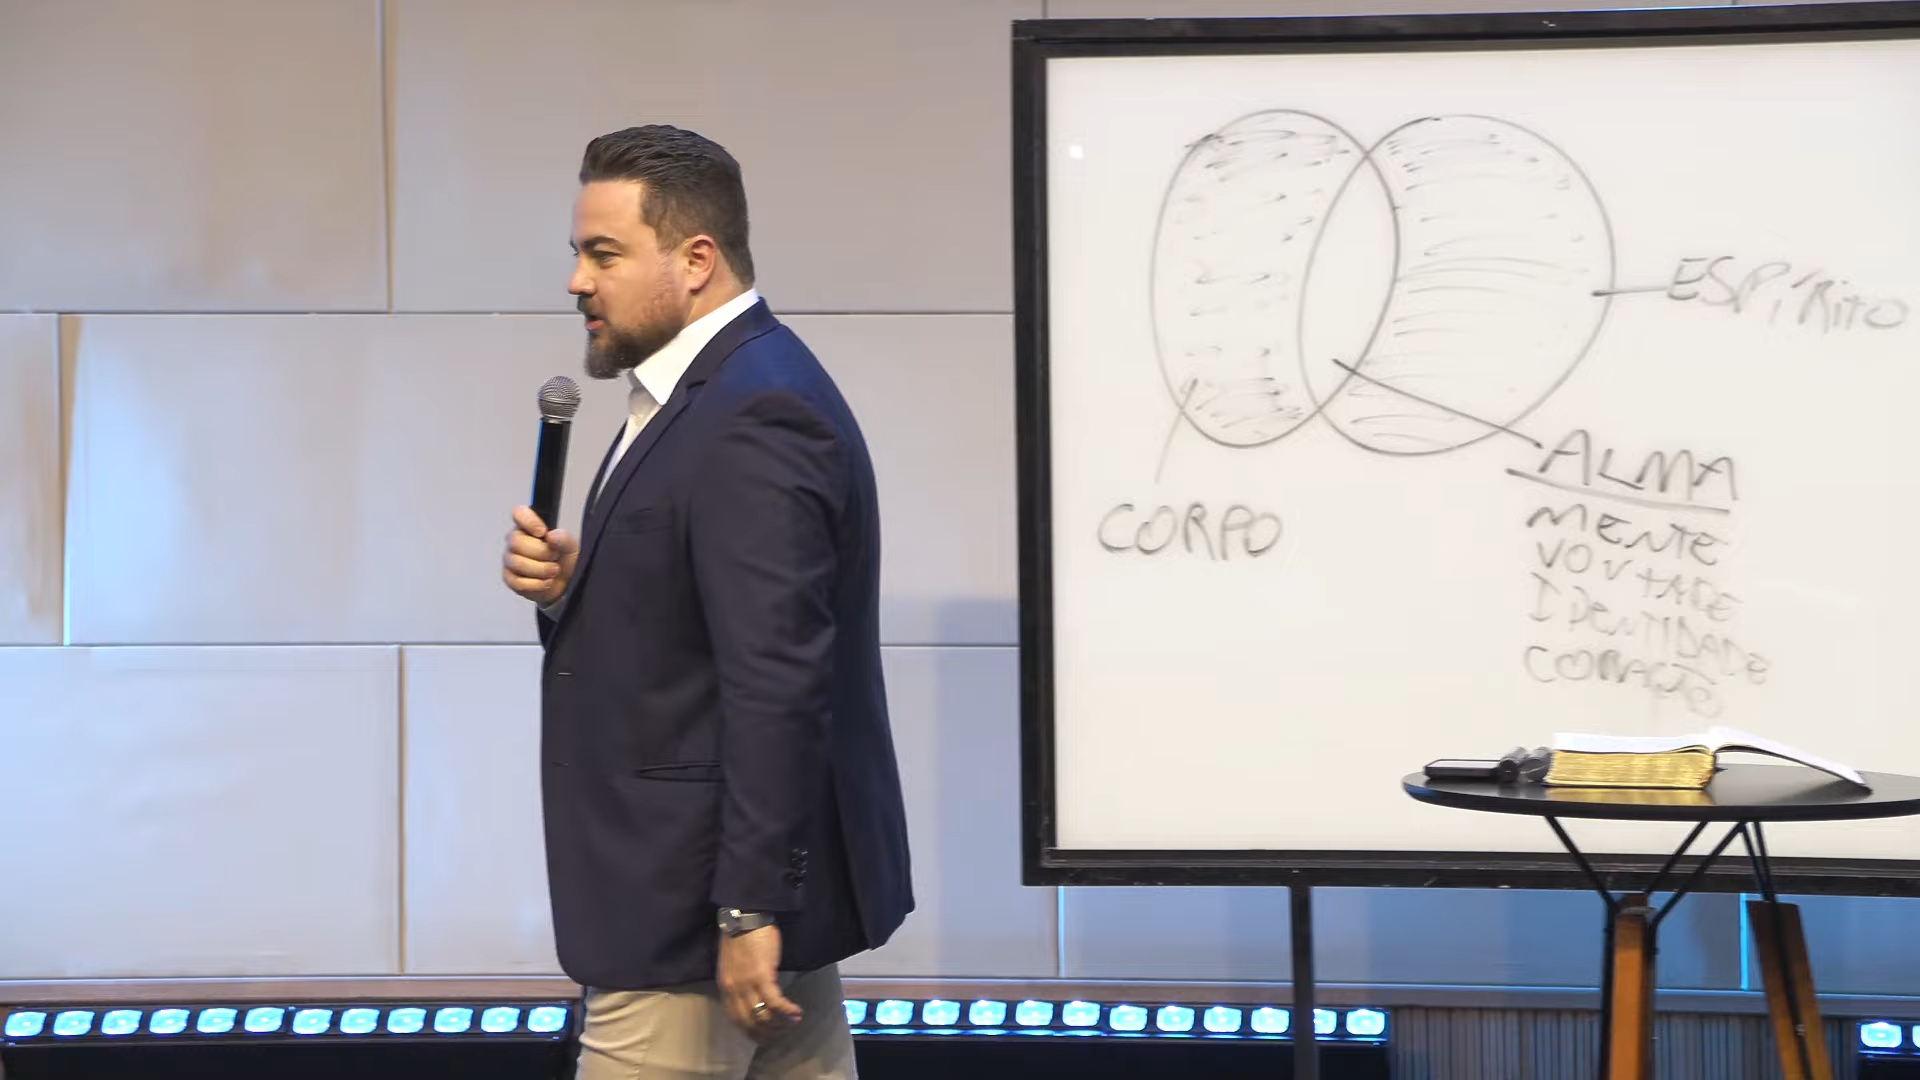 ESPÍRITO
ALMA
CORPO
MENTE
VONTADE
IDENTIDADE
CORAÇÃO